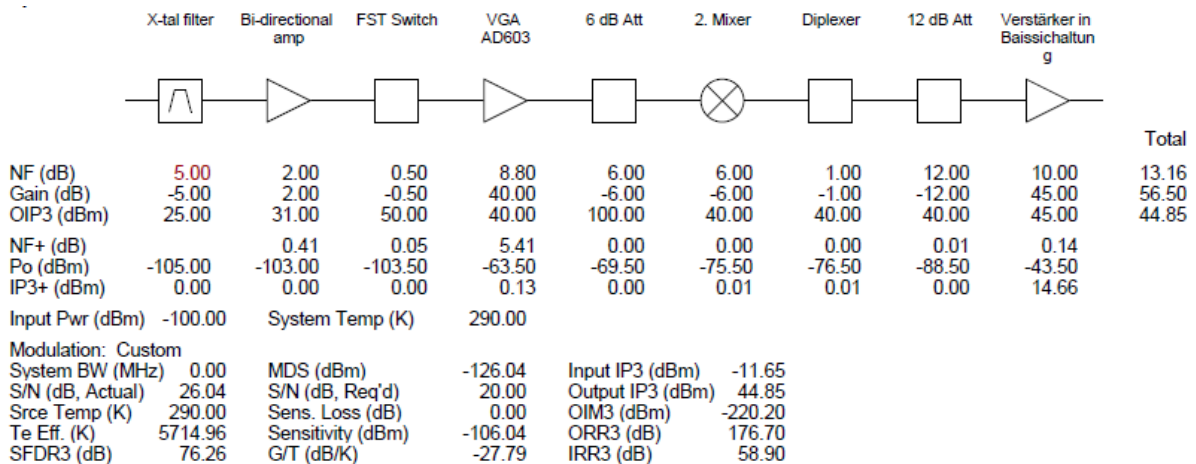 X-tal filter Bi-directional amp FST Switch VGA AD603 6 dB Att 2. Mixer Diplexer 12 dB Att Verstärker in Baissichaltun g
Total
NF (dB) 5.00 2.00 0.50 8.80 6.00 6.00 1.00 12.00 10.00 13.16
Gain (dB) -5.00 2.00 -0.50 40.00 -6.00 -6.00 -1.00 -12.00 45.00 56.50
OIP3 (dBm) 25.00 31.00 50.00 40.00 100.00 40.00 40.00 40.00 45.00 44.85
NF+ (dB) 0.41 0.05 5.41 0.00 0.00 0.00 0.01 0.14
Po (dBm) -105.00 -103.00 -103.50 -63.50 -69.50 -75.50 -76.50 -88.50 -43.50
IP3+ (dBm) 0.00 0.00 0.00 0.13 0.00 0.01 0.01 0.00 14.66
Input Pwr (dBm) -100.00 System Temp (K) 290.00
Modulation: Custom
System BW (MHz) 0.00 MDS (dBm) -126.04 Input IP3 (dBm) -11.65
S/N (dB, Actual) 26.04 S/N (dB, Req'd) 20.00 Output IP3 (dBm) 44.85
Srce Temp (K) 290.00 Sens. Loss (dB) 0.00 OIM3 (dBm) -220.20
Te Eff. (K) 5714.96 Sensitivity (dBm) -106.04 ORR3 (dB) 176.70
SFDR3 (dB) 76.26 G/T (dB/K) -27.79 IRR3 (dB) 58.90